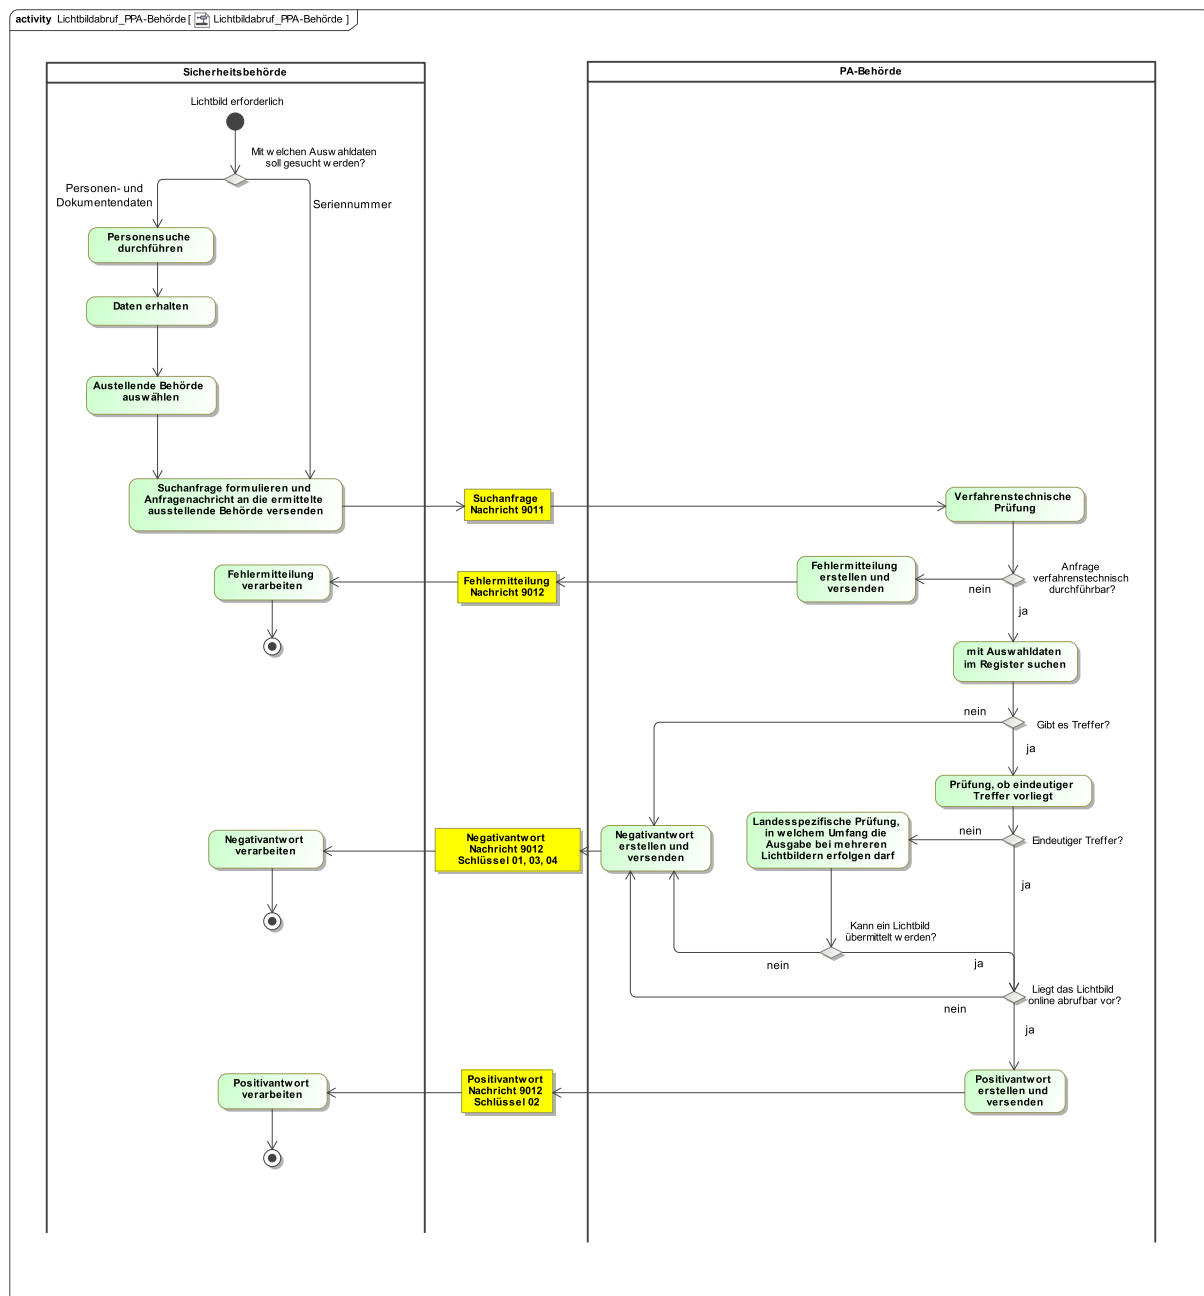 activity Lichtbildabruf_PPA-Behörde [ Lichtbildabruf_PPA-Behörde ]
Sicherheitsbehörde
PA-Behörde
Lichtbild erforderlich
Mit welchen Auswahldaten
soll gesucht werden?
Personen- und
Dokumentendaten
Seriennummer
Personensuche
durchführen
Daten erhalten
Austellende Behörde
auswählen
Suchanfrage formulieren und
Anfragenachricht an die ermittelte
ausstellende Behörde versenden
Suchanfrage
Nachricht 9011
Verfahrenstechnische
Prüfung
Anfrage
verfahrenstechnisch
durchführbar?
nein
ja
Fehlermitteilung
erstellen und
versenden
Fehlermitteilung
Nachricht 9012
Fehlermitteilung
verarbeiten
mit Auswahldaten
im Register suchen
nein
Gibt es Treffer?
ja
Prüfung, ob eindeutiger
Treffer vorliegt
nein
Eindeutiger Treffer?
ja
Landesspezifische Prüfung,
in welchem Umfang die
Ausgabe bei mehreren
Lichtbildern erfolgen darf
Negativantwort
erstellen und
versenden
Negativantwort
Nachricht 9012
Schlüssel 01, 03, 04
Negativantwort
verarbeiten
Kann ein Lichtbild
übermittelt werden?
nein
ja
Liegt das Lichtbild
online abrufbar vor?
nein
ja
Positivantwort
erstellen und
versenden
Positivantwort
Nachricht 9012
Schlüssel 02
Positivantwort
verarbeiten